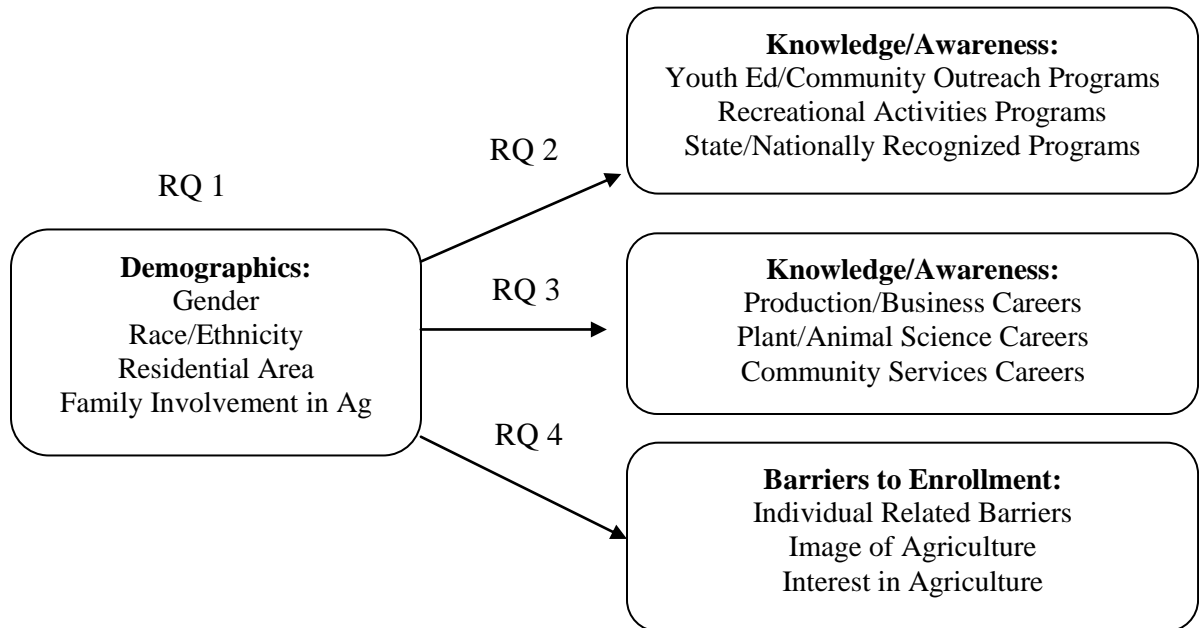 RQ 1
Demographics:
Gender
Race/Ethnicity
Residential Area
Family Involvement in Ag
RQ 2
Knowledge/Awareness:
Youth Ed/Community Outreach Programs
Recreational Activities Programs
State/Nationally Recognized Programs
RQ 3
Knowledge/Awareness:
Production/Business Careers
Plant/Animal Science Careers
Community Services Careers
RQ 4
Barriers to Enrollment:
Individual Related Barriers
Image of Agriculture
Interest in Agriculture